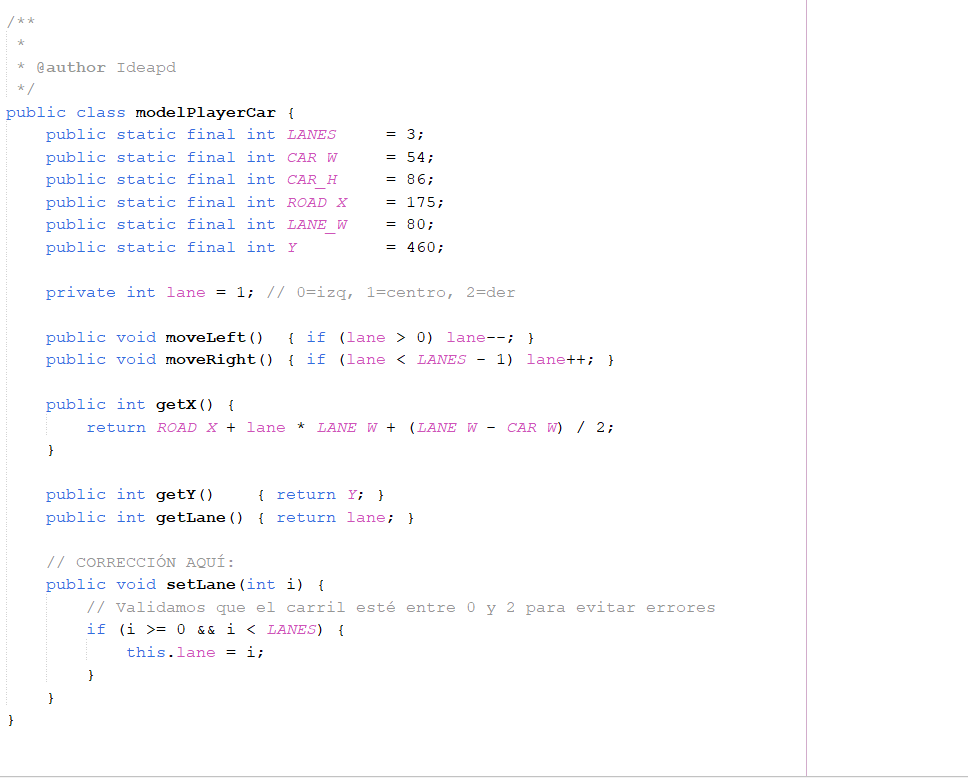 /**
 *
 * @author Ideapd
 */
public class modelPlayerCar {
    public static final int LANES     = 3;
    public static final int CAR_W     = 54;
    public static final int CAR_H     = 86;
    public static final int ROAD_X    = 175;
    public static final int LANE_W    = 80;
    public static final int Y         = 460;

    private int lane = 1; // 0=izq, 1=centro, 2=der

    public void moveLeft()  { if (lane > 0) lane--; }
    public void moveRight() { if (lane < LANES - 1) lane++; }

    public int getX() {
        return ROAD_X + lane * LANE_W + (LANE_W - CAR_W) / 2;
    }

    public int getY()    { return Y; }
    public int getLane() { return lane; }

    // CORRECCIÓN AQUÍ:
    public void setLane(int i) {
        // Validamos que el carril esté entre 0 y 2 para evitar errores
        if (i >= 0 && i < LANES) {
            this.lane = i;
        }
    }
}